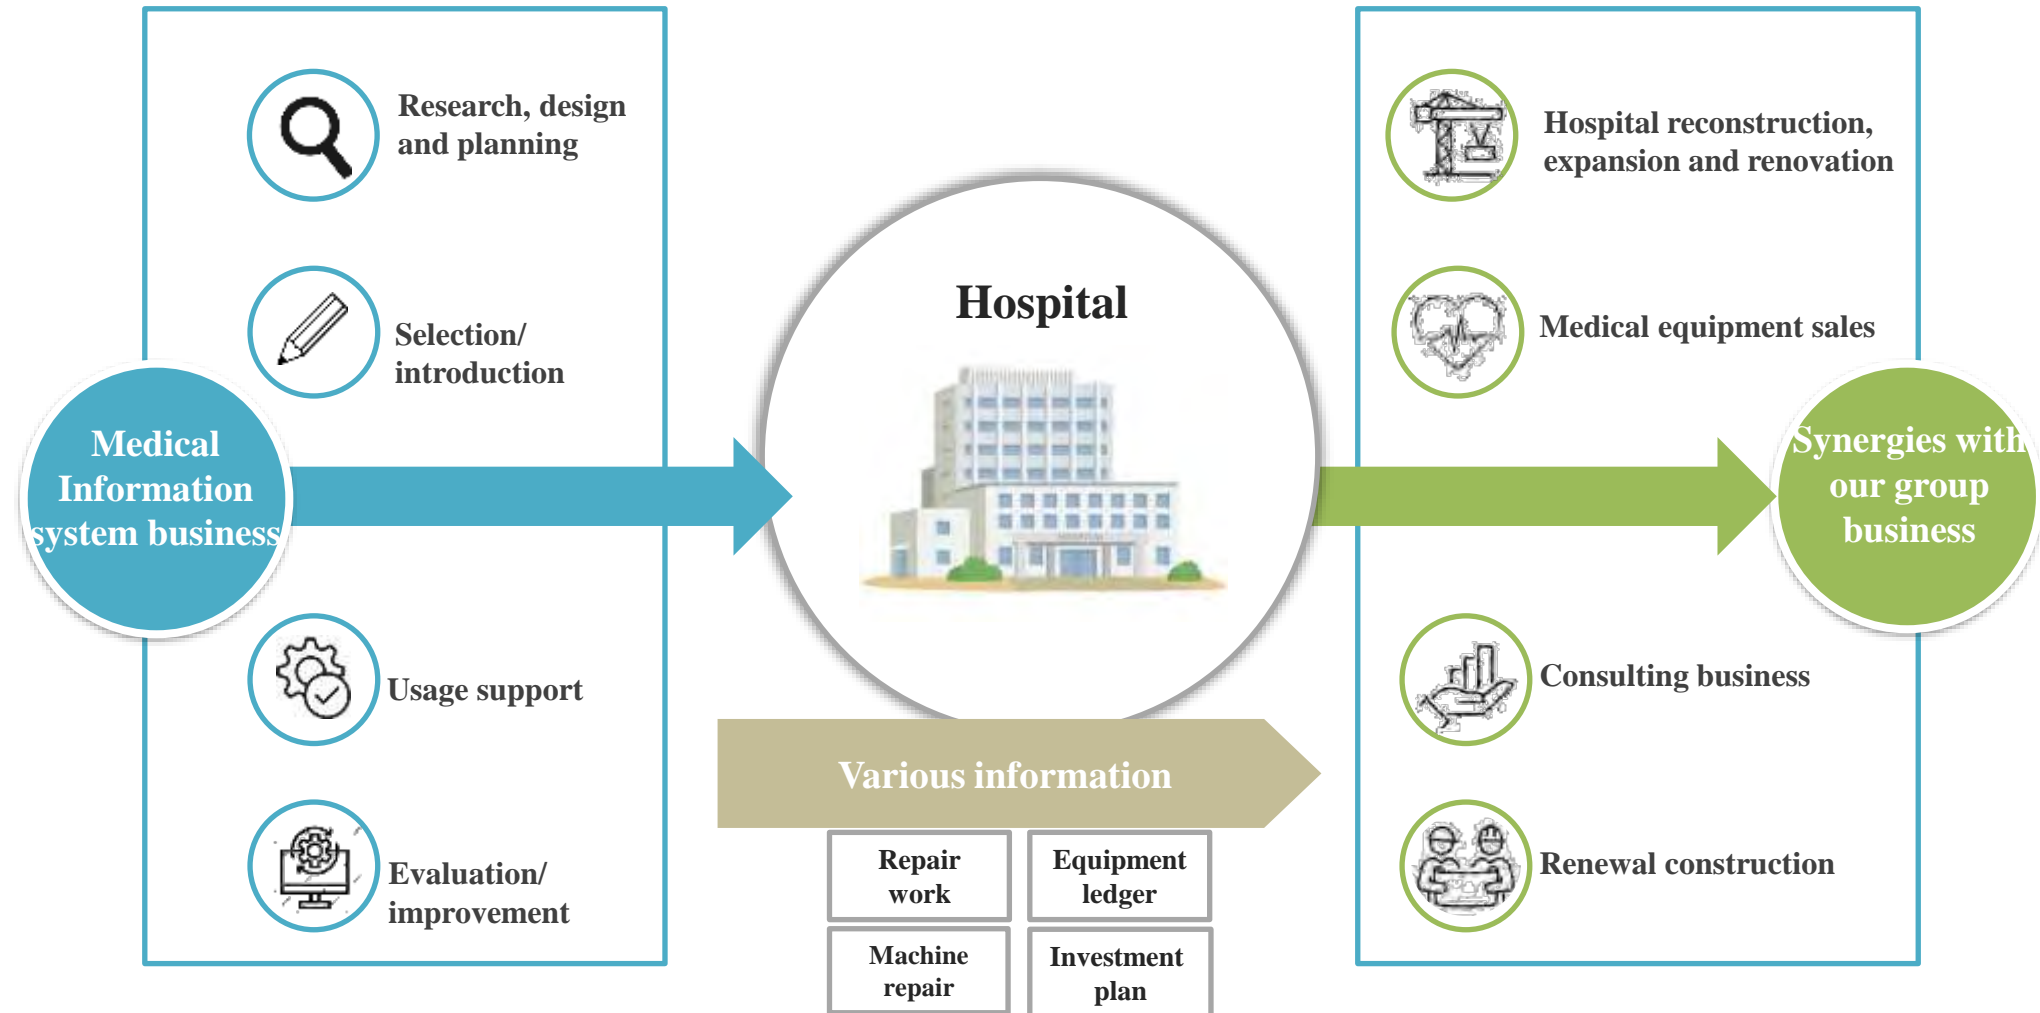 Medical
Information
system business
Research, design
and planning
Selection/
introduction
Usage support
Evaluation/
improvement
Hospital
Various information
Repair
work
Equipment
ledger
Machine
repair
Investment
plan
Hospital reconstruction,
expansion and renovation
Medical equipment sales
Consulting business
Renewal construction
Synergies with
our group
business